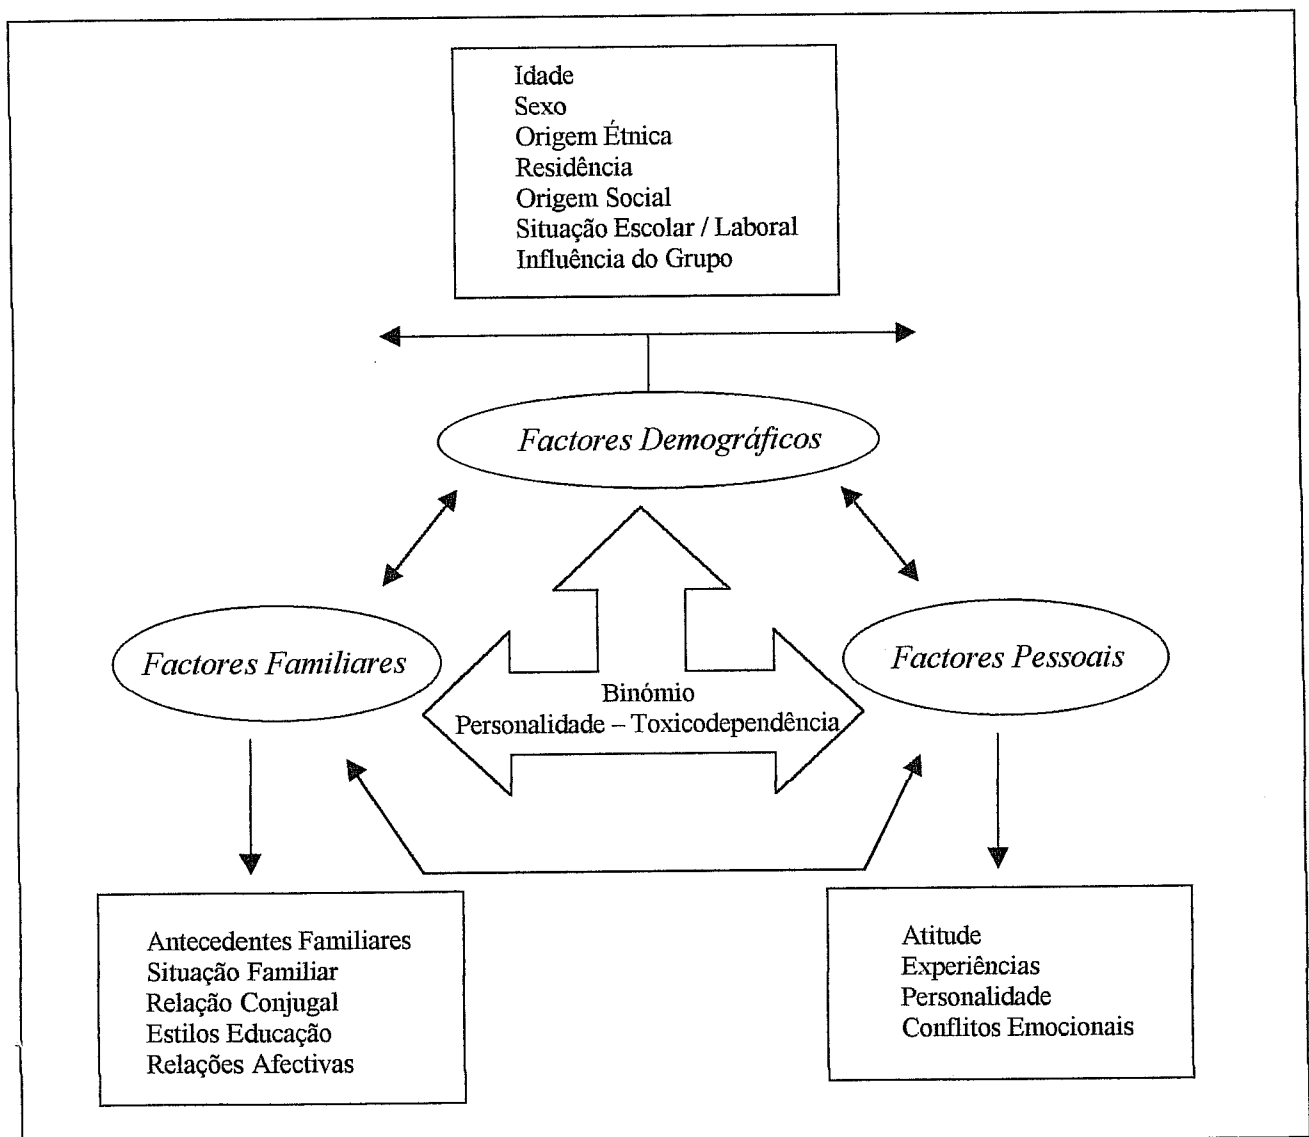 Idade
Sexo
Origem Étnica
Residência
Origem Social
Situação Escolar / Laboral
Influência do Grupo
Factores Demográficos
Factores Familiares
Factores Pessoais
Binómio
Personalidade – Toxicodependência
Antecedentes Familiares
Situação Familiar
Relação Conjugal
Estilos Educação
Relações Afectivas
Atitude
Experiências
Personalidade
Conflitos Emocionais